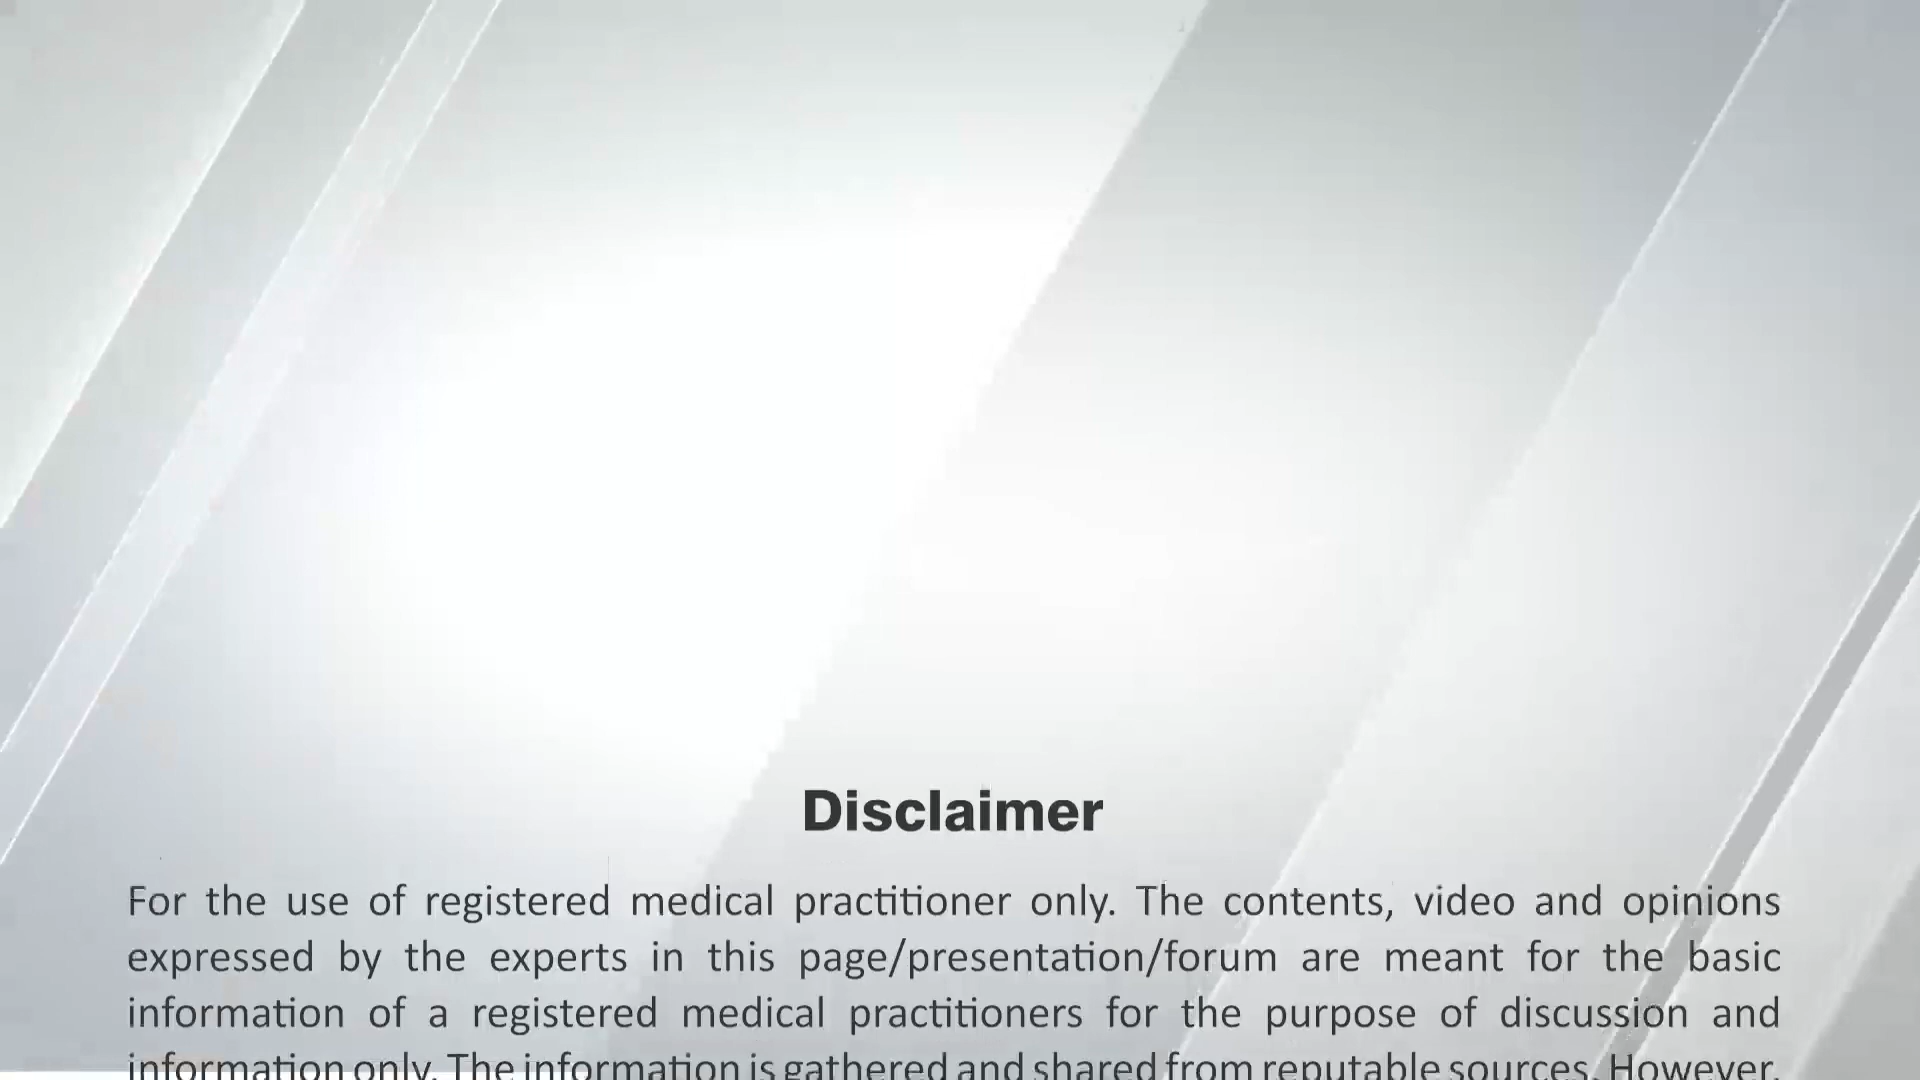 Disclaimer
For the use of registered medical practitioner only. The contents, video and opinions
expressed by the experts in this page/presentation/forum are meant for the basic
information of a registered medical practitioners for the purpose of discussion and
information only. The information is gathered and shared from reputable sources. However,